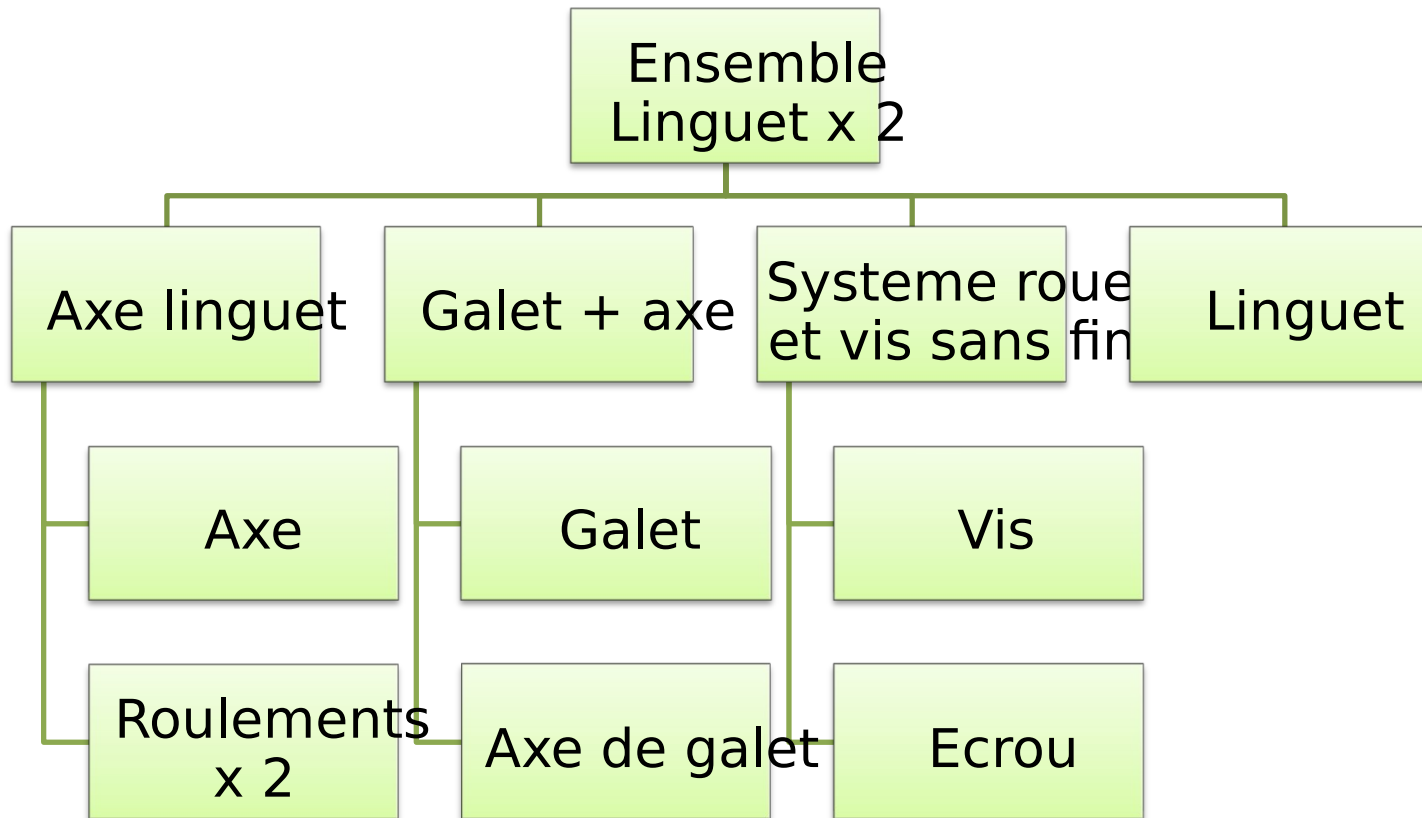 Ensemble
Linguet x 2
Axe linguet
Galet + axe
Systeme roue
et vis sans fin
Linguet
Axe
Galet
Vis
Roulements
x 2
Axe de galet
Ecrou